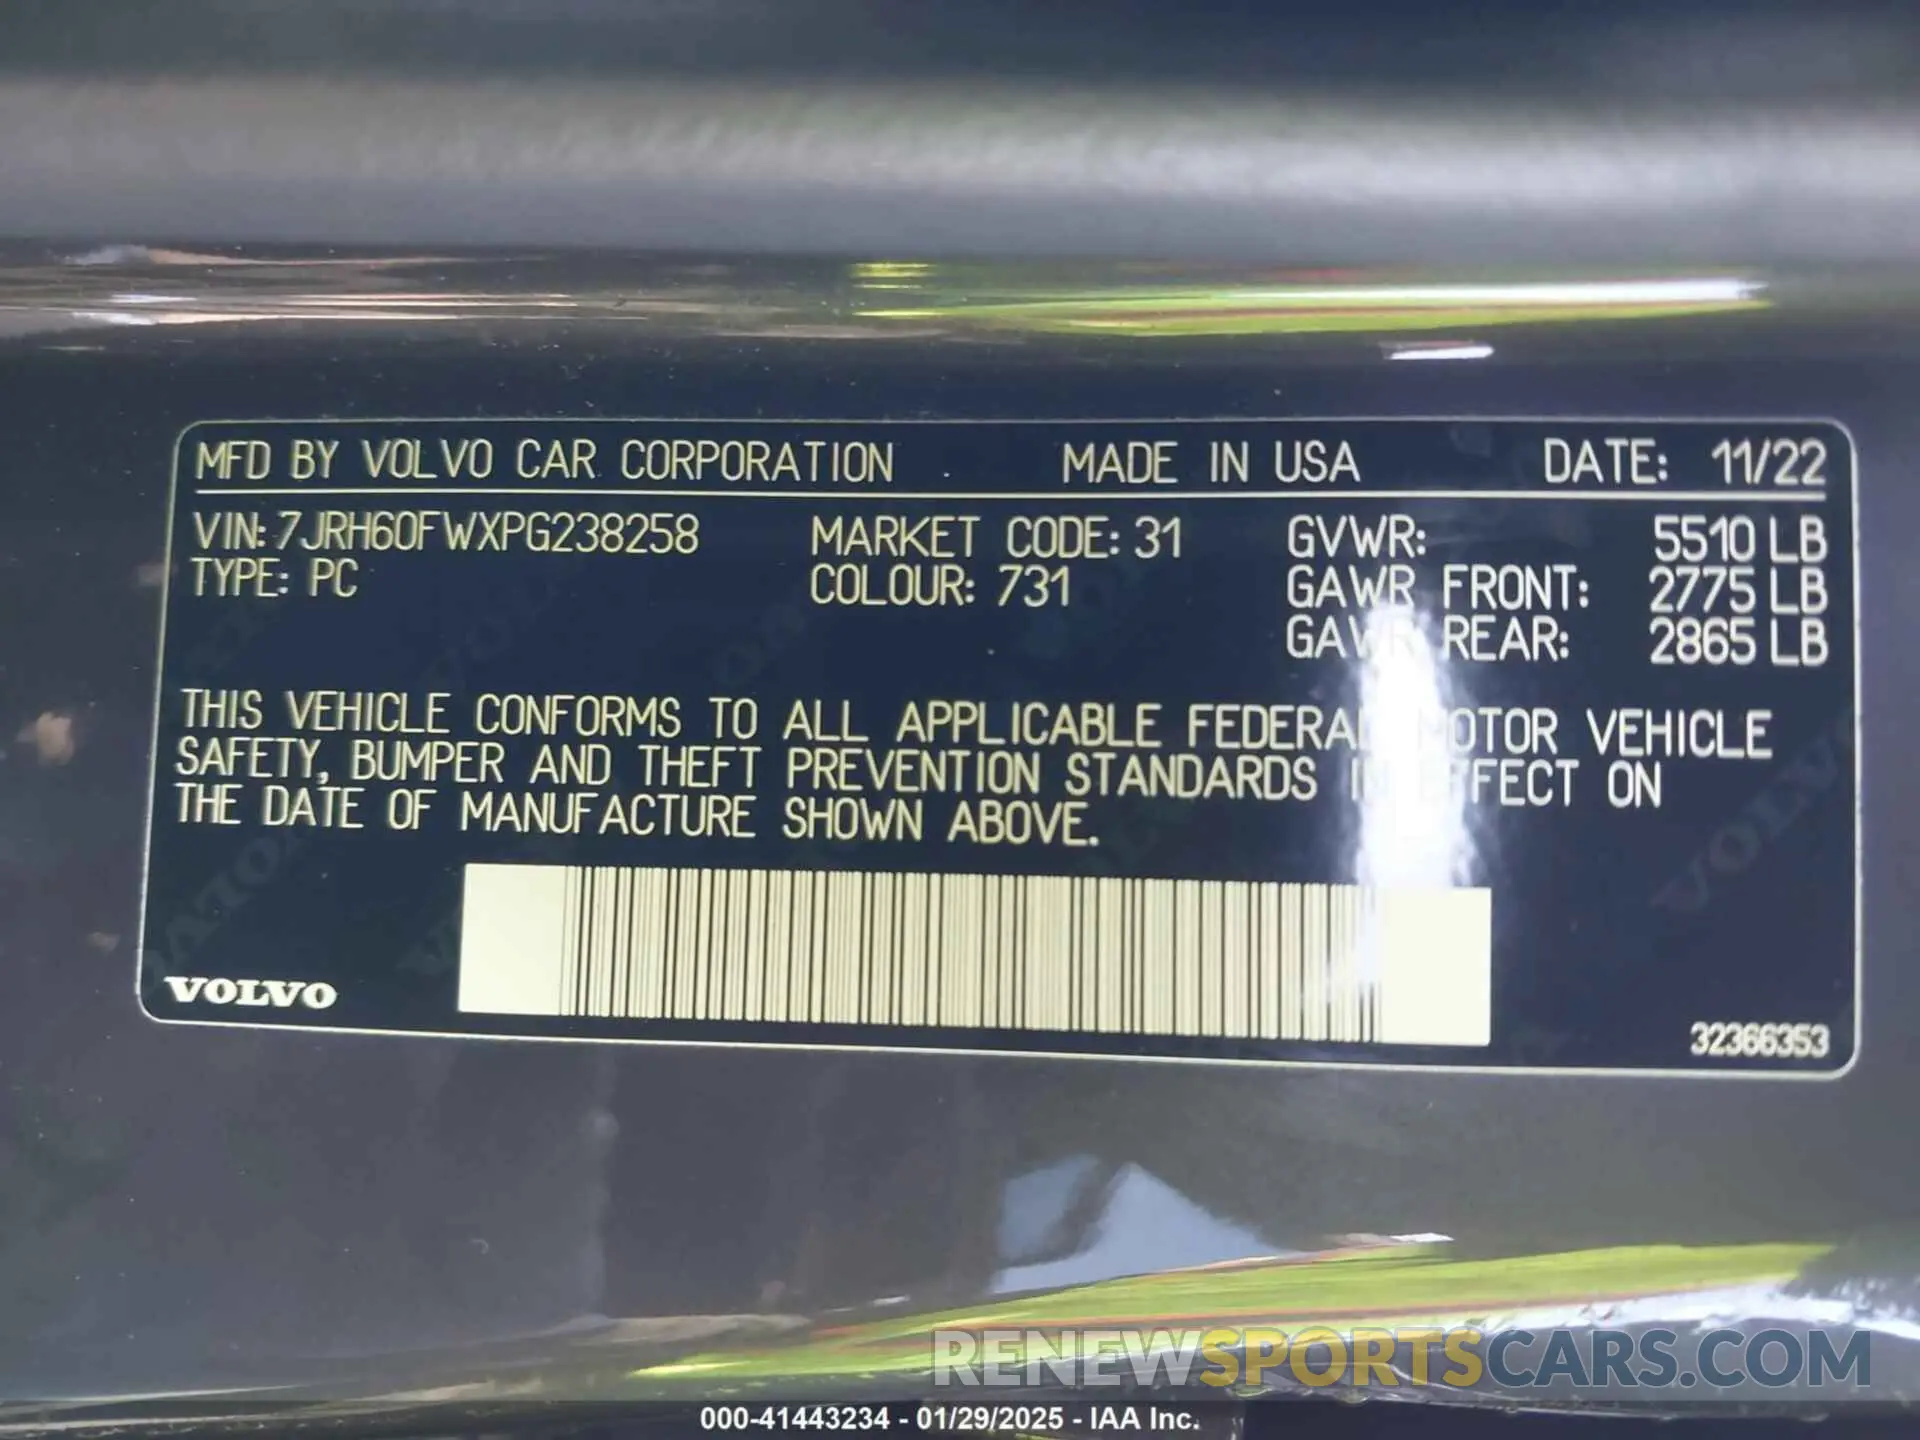 MFD BY VOLVO CAR CORPORATION MADE IN USA DATE: 11/22
VIN: 7JRH60FWXPG238258 MARKET CODE: 31 GVWR: 5510 LB
TYPE: PC COLOUR: 731 GAWR FRONT: 2775 LB
GAWR REAR: 2865 LB
THIS VEHICLE CONFORMS TO ALL APPLICABLE FEDERAL MOTOR VEHICLE
SAFETY, BUMPER AND THEFT PREVENTION STANDARDS IN EFFECT ON
THE DATE OF MANUFACTURE SHOWN ABOVE.
VOLVO
32366353
RENEWSPORTSCARS.COM
000-41443234 - 01/29/2025 - IAA Inc.